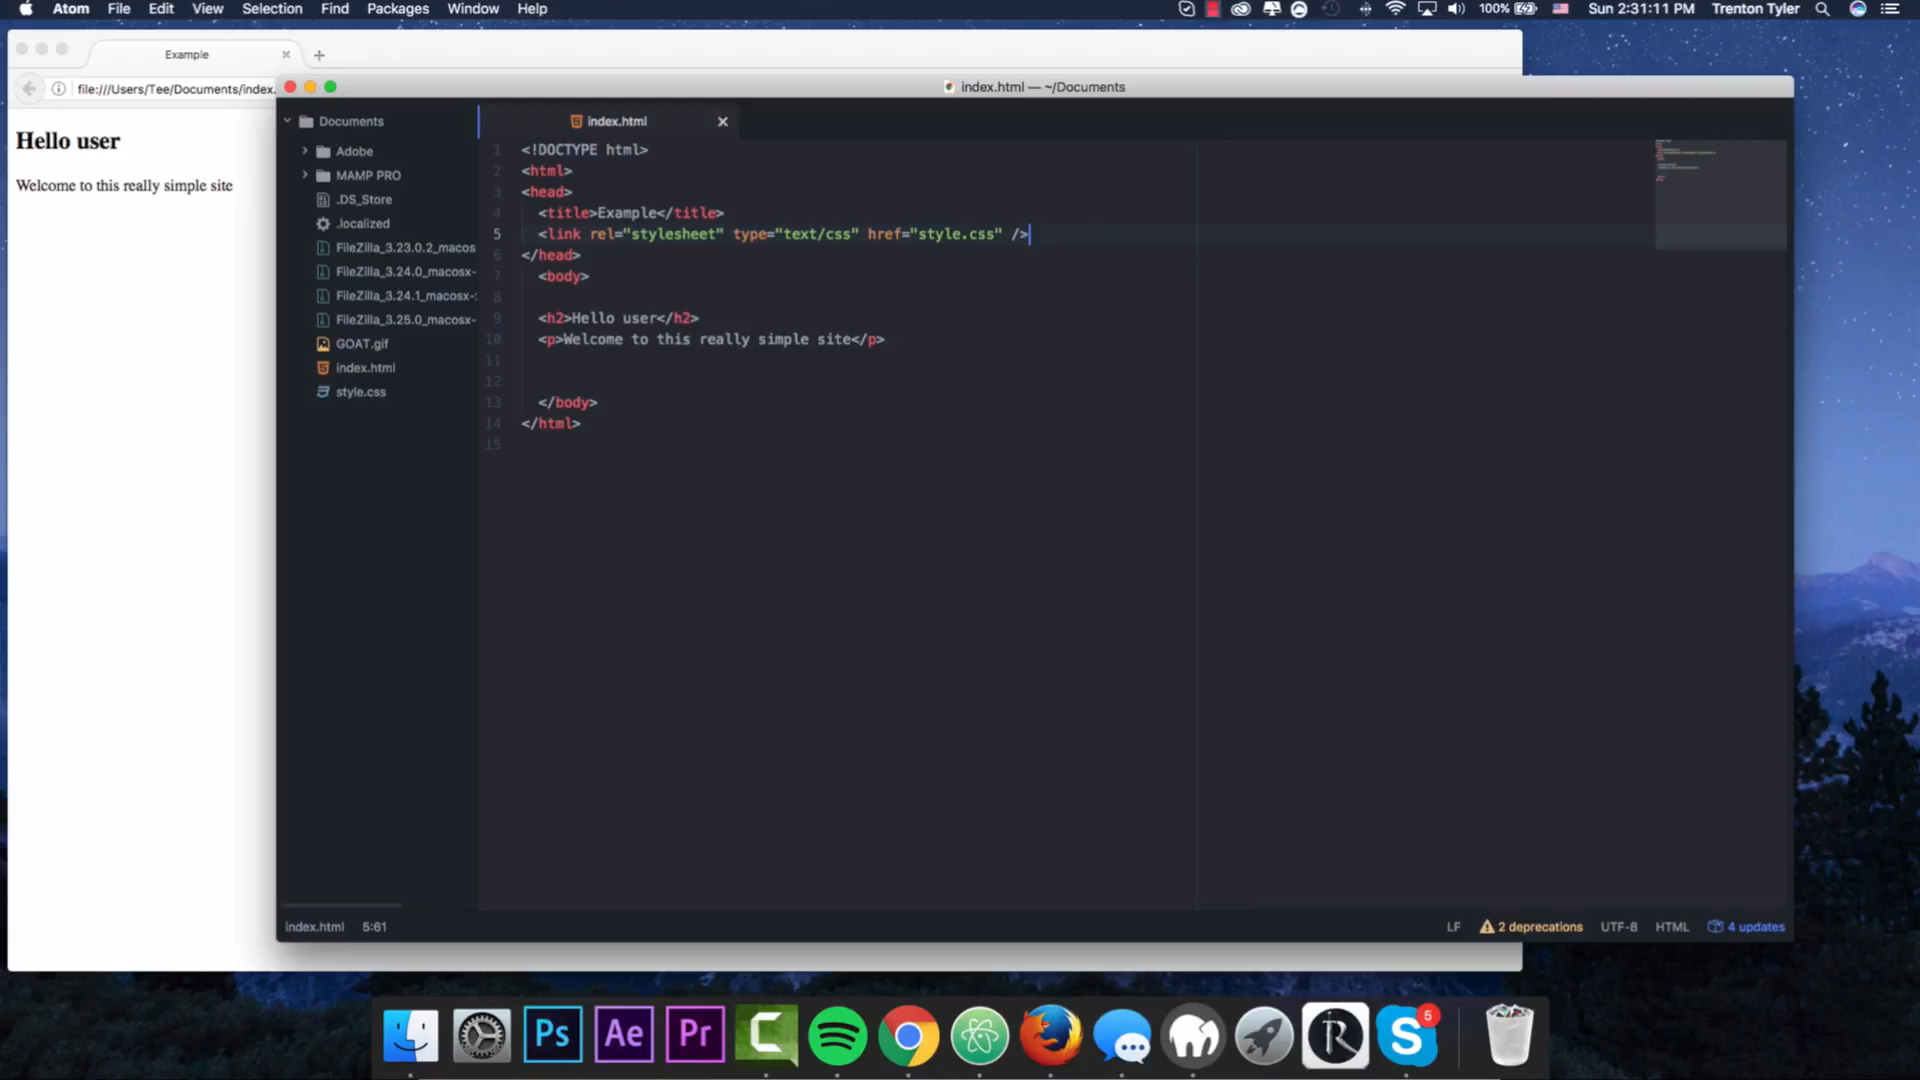 Atom File Edit View Selection Find Packages Window Help
100% Sun 2:31:11 PM Trenton Tyler
Example
file:///Users/Tee/Documents/index.
index.html — ~/Documents
Hello user
Welcome to this really simple site
Documents
Adobe
MAMP PRO
.DS_Store
.localized
FileZilla_3.23.0.2_macos
FileZilla_3.24.0_macosx-
FileZilla_3.24.1_macosx-
FileZilla_3.25.0_macosx-
GOAT.gif
index.html
style.css
index.html
1 <!DOCTYPE html>
2 <html>
3 <head>
4 <title>Example</title>
5 <link rel="stylesheet" type="text/css" href="style.css" />
6 </head>
7 <body>
8
9 <h2>Hello user</h2>
10 <p>Welcome to this really simple site</p>
11
12
13 </body>
14 </html>
15
index.html 5:61
LF 2 deprecations UTF-8 HTML 4 updates
Ps Ae Pr C R S 5